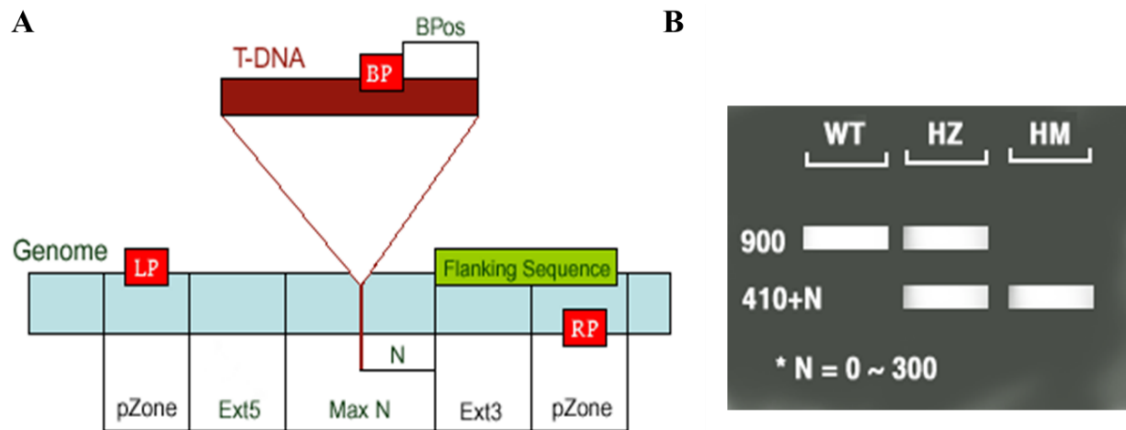 A
BPos
T-DNA
BP
Genome
LP
Flanking Sequence
RP
N
pZone Ext5 Max N Ext3 pZone
B
WT HZ HM
900
410+N
* N = 0 ~ 300